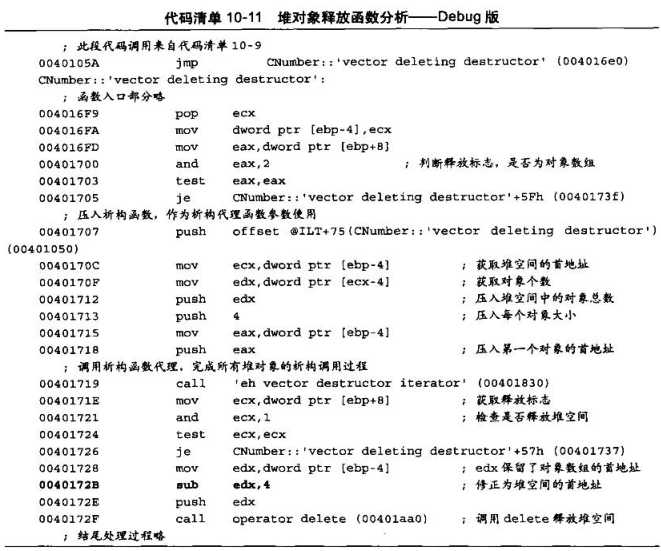 代码清单 10-11 堆对象释放函数分析——Debug 版
; 此段代码调用来自代码清单 10-9
0040105A jmp CNumber::'vector deleting destructor' (004016e0)
CNumber::'vector deleting destructor':
; 函数入口部分略
004016F9 pop ecx
004016FA mov dword ptr [ebp-4],ecx
004016FD mov eax,dword ptr [ebp+8]
00401700 and eax,2 ; 判断释放标志，是否为对象数组
00401703 test eax,eax
00401705 je CNumber::'vector deleting destructor'+5Fh (0040173f)
; 压入析构函数，作为析构代理函数参数使用
00401707 push offset @ILT+75(CNumber::'vector deleting destructor')
(00401050)
0040170C mov ecx,dword ptr [ebp-4] ; 获取堆空间的首地址
0040170F mov edx,dword ptr [ecx-4] ; 获取对象个数
00401712 push edx ; 压入堆空间中的对象总数
00401713 push 4 ; 压入每个对象大小
00401715 mov eax,dword ptr [ebp-4]
00401718 push eax ; 压入第一个对象的首地址
; 调用析构函数代理，完成所有堆对象的析构调用过程
00401719 call 'eh vector destructor iterator' (00401830)
0040171E mov ecx,dword ptr [ebp+8] ; 获取释放标志
00401721 and ecx,1 ; 检查是否释放堆空间
00401724 test ecx,ecx
00401726 je CNumber::'vector deleting destructor'+57h (00401737)
00401728 mov edx,dword ptr [ebp-4] ; edx 保留了对象数组的首地址
0040172B sub edx,4 ; 修正为堆空间的首地址
0040172E push edx
0040172F call operator delete (00401aa0) ; 调用 delete 释放堆空间
; 结尾处理过程略